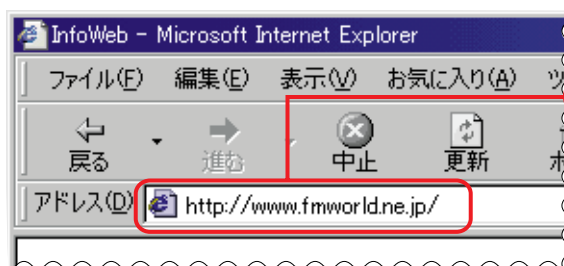 InfoWeb - Microsoft Internet Explorer
ファイル(F) 編集(E) 表示(V) お気に入り(A)
戻る 進む 中止 更新
アドレス(D) http://www.fmworld.ne.jp/